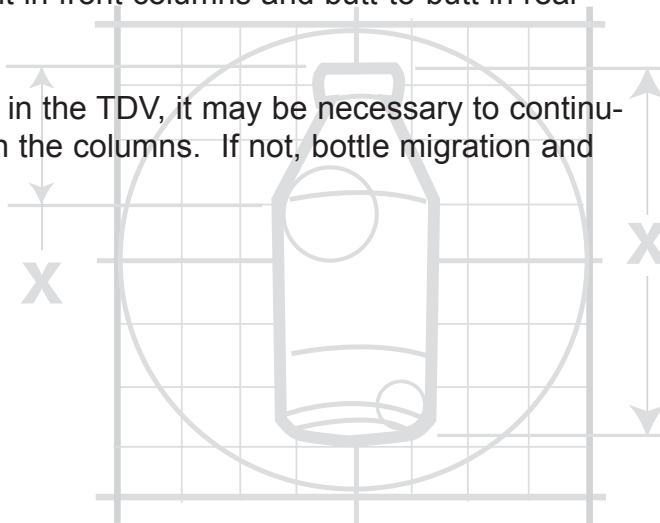 in front columns and butt to butt in rear
in the TDV, it may be necessary to continu-
the columns. If not, bottle migration and
X
X